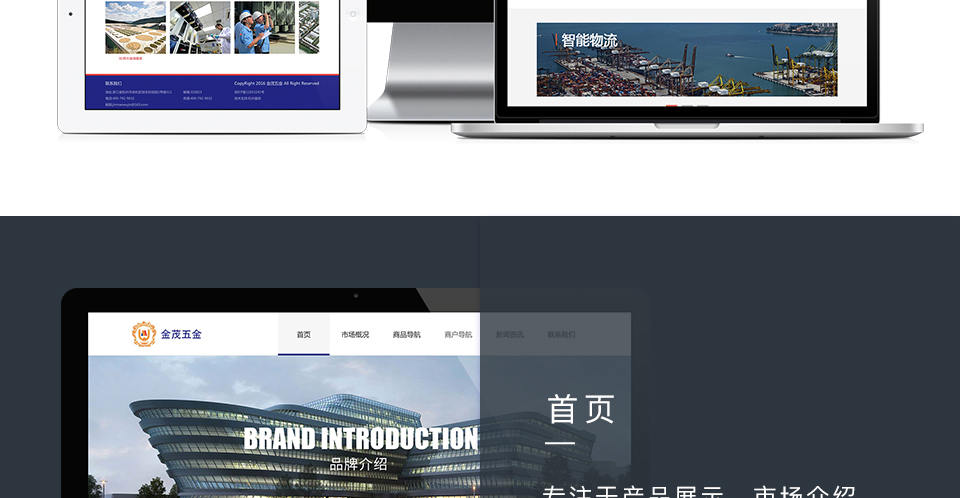 智能物流
联系我们
CopyRight 2016 金茂五金 All Right Reserved
金茂五金
首页
市场概况
商品导航
商户导航
新闻资讯
联系我们
BRAND INTRODUCTION
品牌介绍
首页
专注于产品展示、市场介绍